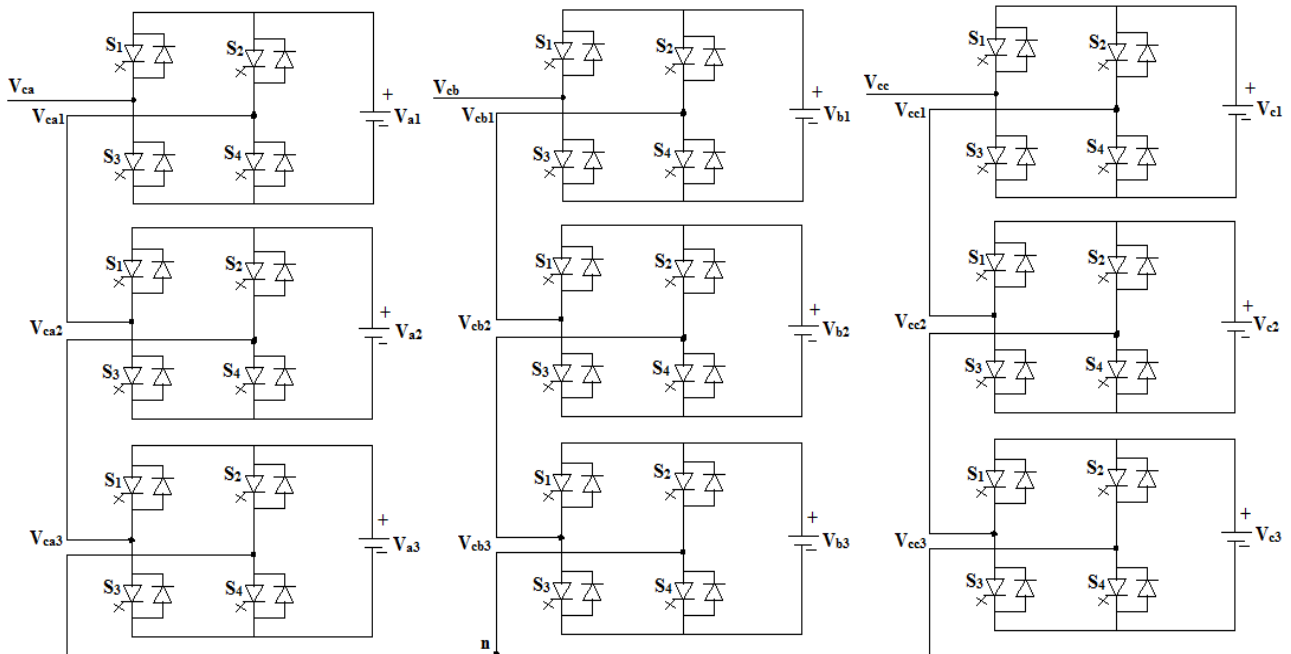 S1 S2 + Va1 -
Vca
Vca1
S3 S4
S1 S2 + Va2 -
Vca2
S3 S4
S1 S2 + Va3 -
Vca3
S3 S4
S1 S2 + Vb1 -
Vcb
Vcb1
S3 S4
S1 S2 + Vb2 -
Vcb2
S3 S4
S1 S2 + Vb3 -
Vcb3
S3 S4
n
S1 S2 + Vc1 -
Vcc
Vcc1
S3 S4
S1 S2 + Vc2 -
Vcc2
S3 S4
S1 S2 + Vc3 -
Vcc3
S3 S4